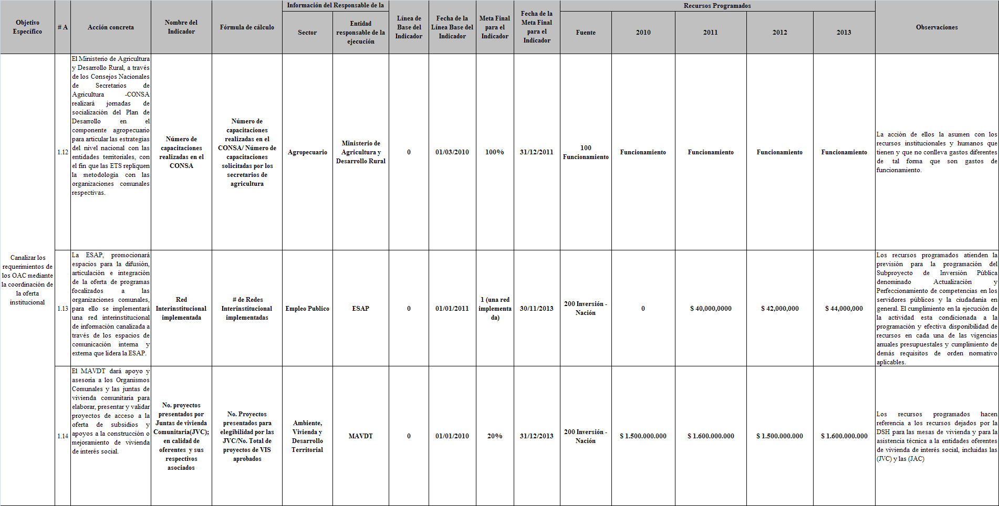 Objetivo
Específico
# A
Acción concreta
Nombre del
Indicador
Fórmula de cálculo
Información del Responsable de la
Sector
Entidad
responsable de la
ejecución
Línea de
Base del
Indicador
Fecha de la
Línea Base del
Indicador
Meta Final
para el
Indicador
Fecha de la
Meta Final
para el
Indicador
Recursos Programados
Fuente
2010
2011
2012
2013
Observaciones
Canalizar los
requerimientos de
los OAC mediante
la coordinación de
la oferta
institucional
1.12
El Ministerio de Agricultura
y Desarrollo Rural, a través
de los Consejos Nacionales
de Secretarios de
Agricultura -CONSA
realizará jornadas de
socialización del Plan de
Desarrollo en el
componente agropecuario
para articular las estrategias
del nivel nacional con las
entidades territoriales, con
el fin que las ETS repliquen
la metodología con las
organizaciones comunales
respectivas.
Número de
capacitaciones
realizadas en el
CONSA
Número de
capacitaciones
realizadas en el
CONSA/ Número de
capacitaciones
solicitadas por los
secretarios de
agricultura
Agropecuario
Ministerio de
Agricultura y
Desarrollo Rural
0
01/03/2010
100%
31/12/2011
100
Funcionamiento
Funcionamiento
Funcionamiento
Funcionamiento
Funcionamiento
La acción de ellos la asumen con los
recursos institucionales y humanos que
tienen y que no conlleva gastos diferentes
de tal forma que son gastos de
funcionamiento.
1.13
La ESAP, promocionará
espacios para la difusión,
articulación e integración
de la oferta de programas
focalizados a las
organizaciones comunales,
para ello se implementará
una red interinstitucional
de información canalizada a
través de los espacios de
comunicación interna y
externa que lidera la ESAP.
Red
Interinstitucional
implementada
# de Redes
Interinstitucional
implementadas
Empleo Publico
ESAP
0
01/01/2011
1 (una red
implementa
da)
30/11/2013
200 Inversión -
Nación
0
$ 40,000,0000
$ 42,000,000
$ 44,000,000
Los recursos programados atienden la
previsión para la programación del
Subproyecto de Inversión Pública
denominado Actualización y
Perfeccionamiento de competencias en los
servidores públicos y la ciudadanía en
general. El cumplimiento en la ejecución de
la actividad esta condicionada a la
programación y efectiva disponibilidad de
recursos en cada una de las vigencias
anuales presupuestales y cumplimiento de
demás requisitos de orden normativo
aplicables.
1.14
El MAVDT dará apoyo y
asesoría a los Organismos
Comunales y las juntas de
vivienda comunitaria para
elaborar, presentar y validar
proyectos de acceso a la
oferta de subsidios y
apoyos a la construcción o
mejoramiento de vivienda
de interés social.
No. proyectos
presentados por
Juntas de vivienda
Comunitaria(JVC);
en calidad de
oferentes y sus
respectivos
asociados
No. Proyectos
presentados para
elegibilidad por las
JVC/No. Total de
proyectos de VIS
aprobados
Ambiente,
Vivienda y
Desarrollo
Territorial
MAVDT
0
01/01/2010
20%
31/12/2013
200 Inversión -
Nación
$ 1.500.000.000
$ 1.600.000.000
$ 1.500.000.000
$ 1.600.000.000
Los recursos programados hacen
referencia a los recursos dejados por la
DSH para las mesas de vivienda y para la
asistencia técnica a la entidades oferentes
de vivienda de interés social, incluidas las
(JVC) y las (JAC)